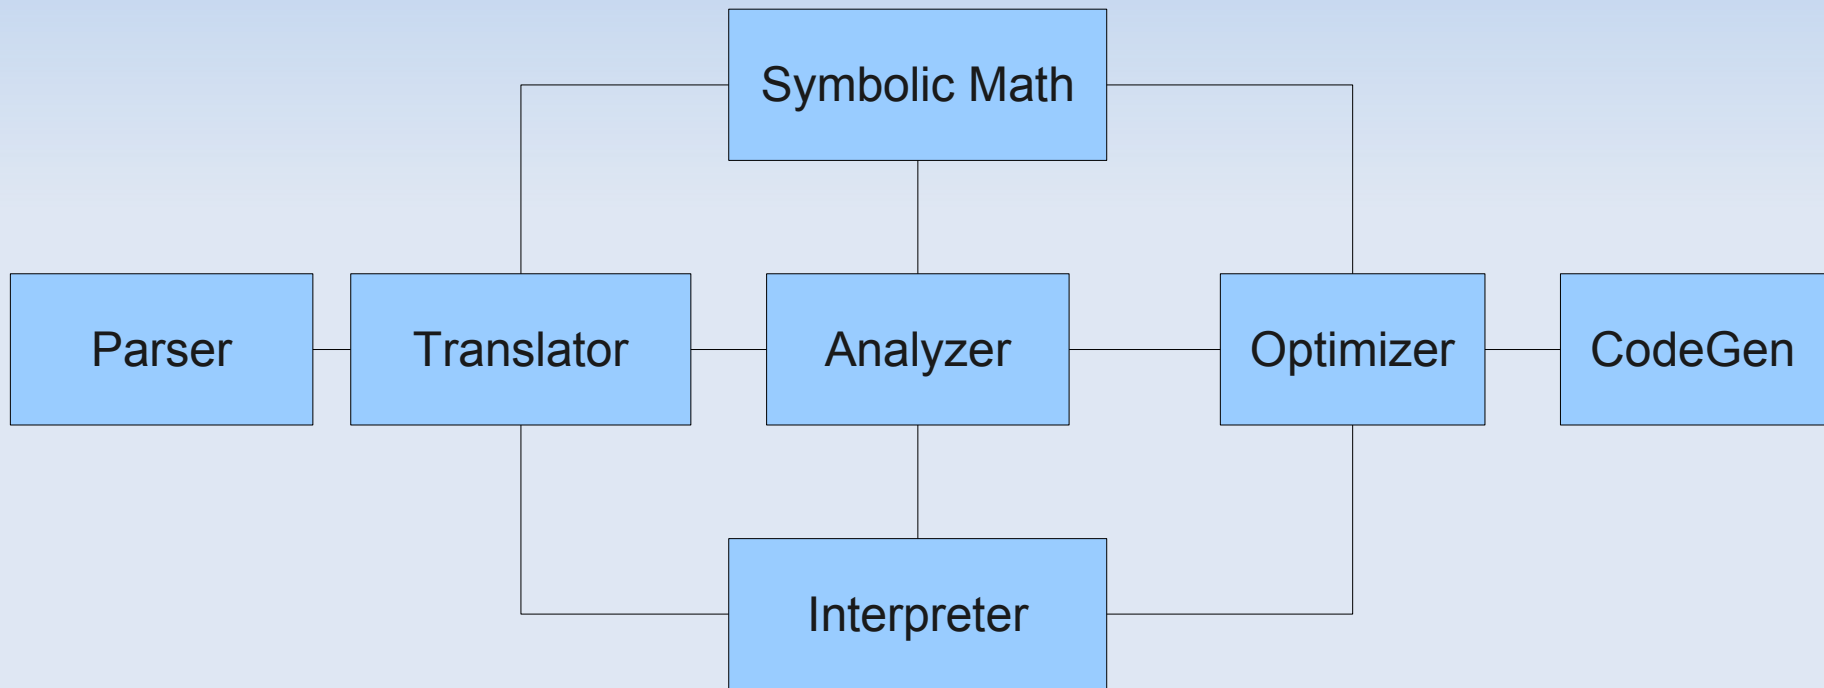 Symbolic Math
Parser
Translator
Analyzer
Optimizer
CodeGen
Interpreter